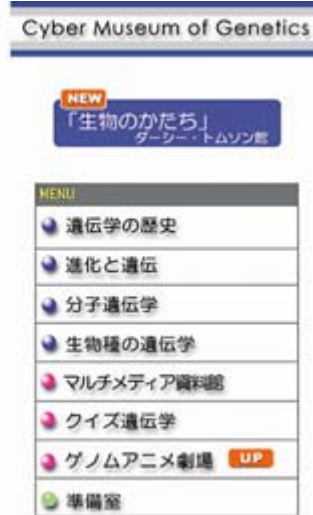 Cyber Museum of Genetics
NEW
「生物のかたち」
ダーシー・トムソン館
MENU
遺伝学の歴史
進化と遺伝
分子遺伝学
生物種の遺伝学
マルチメディア資料館
クイズ遺伝学
ゲノムアニメ劇場 UP
準備室